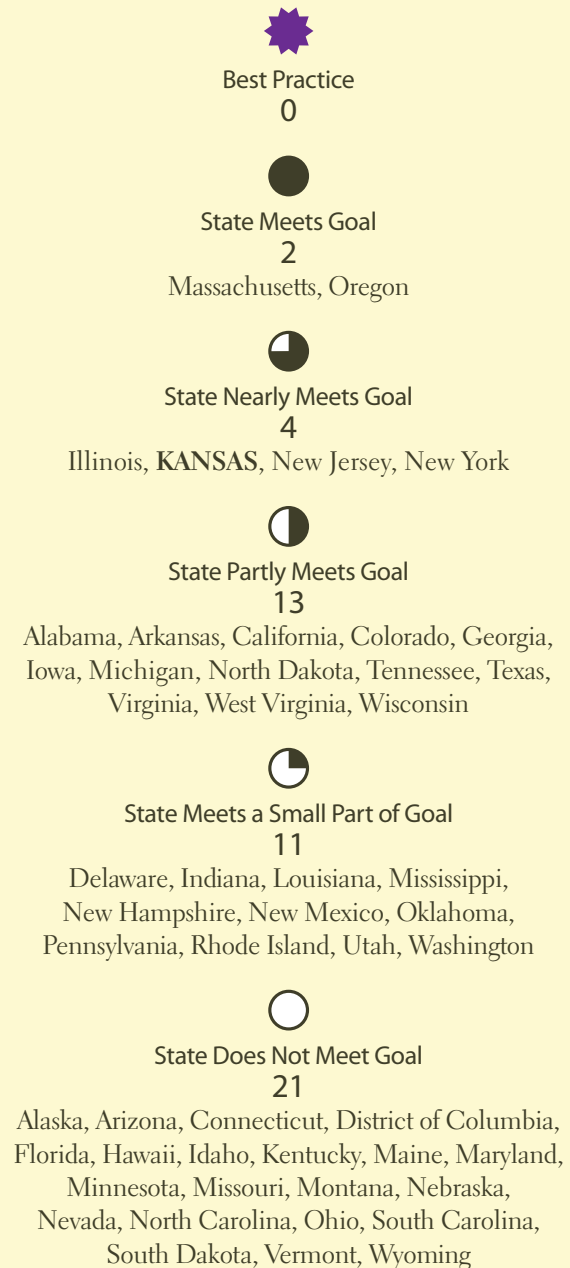 Best Practice
0
State Meets Goal
2
Massachusetts, Oregon
State Nearly Meets Goal
4
Illinois, KANSAS, New Jersey, New York
State Partly Meets Goal
13
Alabama, Arkansas, California, Colorado, Georgia,
Iowa, Michigan, North Dakota, Tennessee, Texas,
Virginia, West Virginia, Wisconsin
State Meets a Small Part of Goal
11
Delaware, Indiana, Louisiana, Mississippi,
New Hampshire, New Mexico, Oklahoma,
Pennsylvania, Rhode Island, Utah, Washington
State Does Not Meet Goal
21
Alaska, Arizona, Connecticut, District of Columbia,
Florida, Hawaii, Idaho, Kentucky, Maine, Maryland,
Minnesota, Missouri, Montana, Nebraska,
Nevada, North Carolina, Ohio, South Carolina,
South Dakota, Vermont, Wyoming